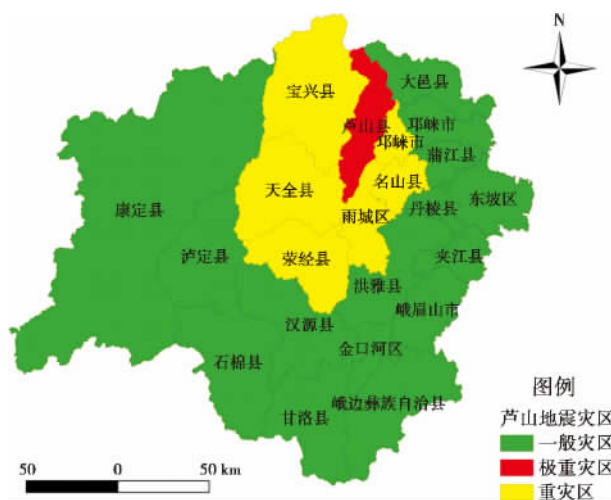 N
大邑县
宝兴县
芦山县
邛崃市
邛崃市
蒲江县
名山县
天全县
东坡区
康定县
雨城区
丹棱县
泸定县
荥经县
夹江县
洪雅县
峨眉山市
汉源县
金口河区
石棉县
峨边彝族自治县
甘洛县
图例
芦山地震灾区
一般灾区
极重灾区
重灾区
50 0 50 km